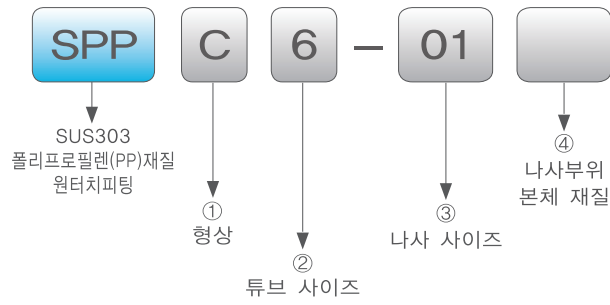 SPP C 6 – 01
SUS303
폴리프로필렌(PP)재질
원터치피팅
①
형상
②
튜브 사이즈
③
나사 사이즈
④
나사부위
본체 재질